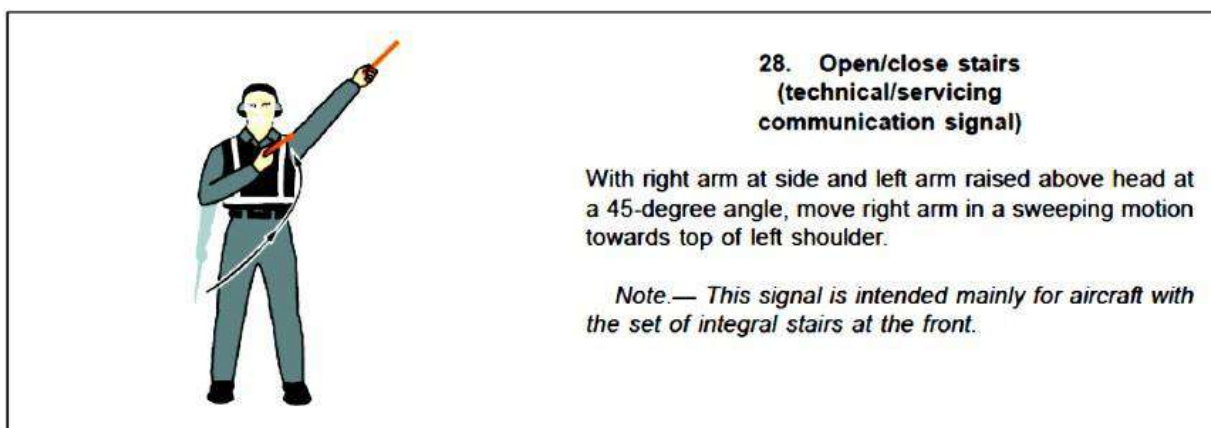 28. Open/close stairs
(technical/servicing
communication signal)
With right arm at side and left arm raised above head at
a 45-degree angle, move right arm in a sweeping motion
towards top of left shoulder.
Note.— This signal is intended mainly for aircraft with
the set of integral stairs at the front.